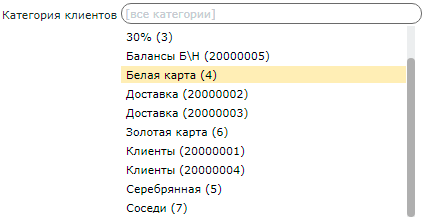 Категория клиентов [все категории]
30% (3)
Балансы Б\Н (20000005)
Белая карта (4)
Доставка (20000002)
Доставка (20000003)
Золотая карта (6)
Клиенты (20000001)
Клиенты (20000004)
Серебрянная (5)
Соседи (7)